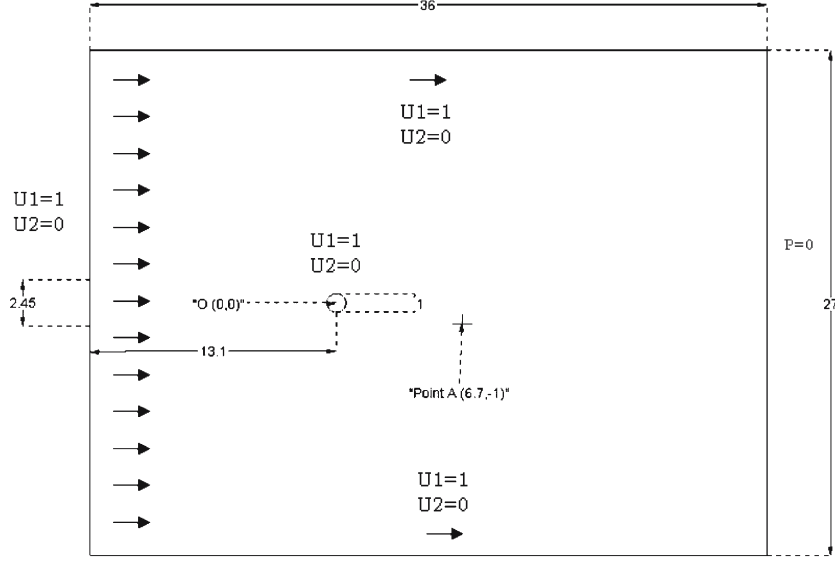 36
U1=1
U2=0
U1=1
U2=0
U1=1
U2=0
P=0
2.45
"O (0,0)"
1
27
13.1
"Point A (6.7,-1)"
U1=1
U2=0